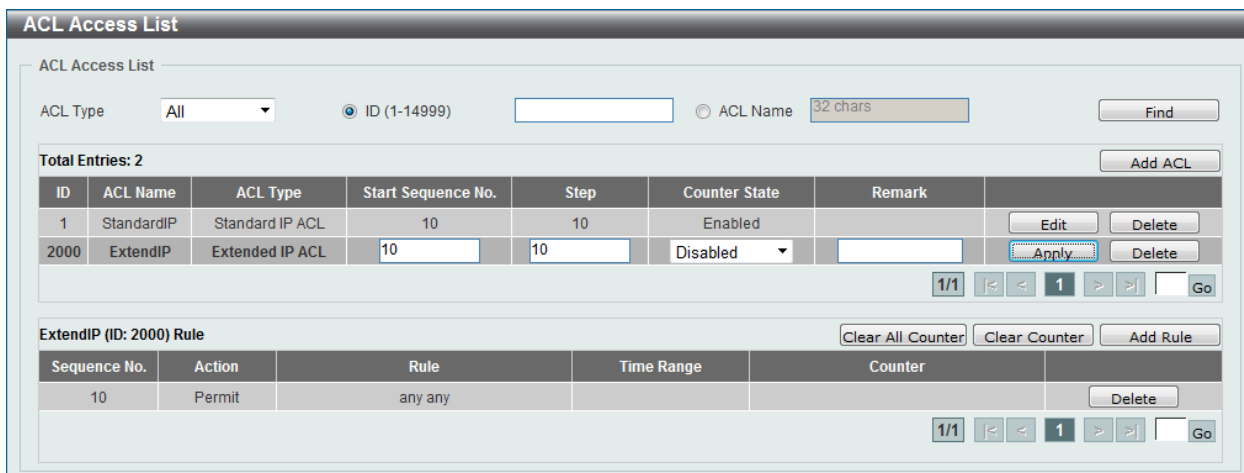 ACL Access List
ACL Access List
ACL Type All ID (1-14999) ACL Name 32 chars Find
Total Entries: 2 Add ACL
ID ACL Name ACL Type Start Sequence No. Step Counter State Remark
1 StandardIP Standard IP ACL 10 10 Enabled Edit Delete
2000 ExtendIP Extended IP ACL 10 10 Disabled Apply Delete
1/1 |< < 1 > >| Go
ExtendIP (ID: 2000) Rule Clear All Counter Clear Counter Add Rule
Sequence No. Action Rule Time Range Counter
10 Permit any any Delete
1/1 |< < 1 > >| Go